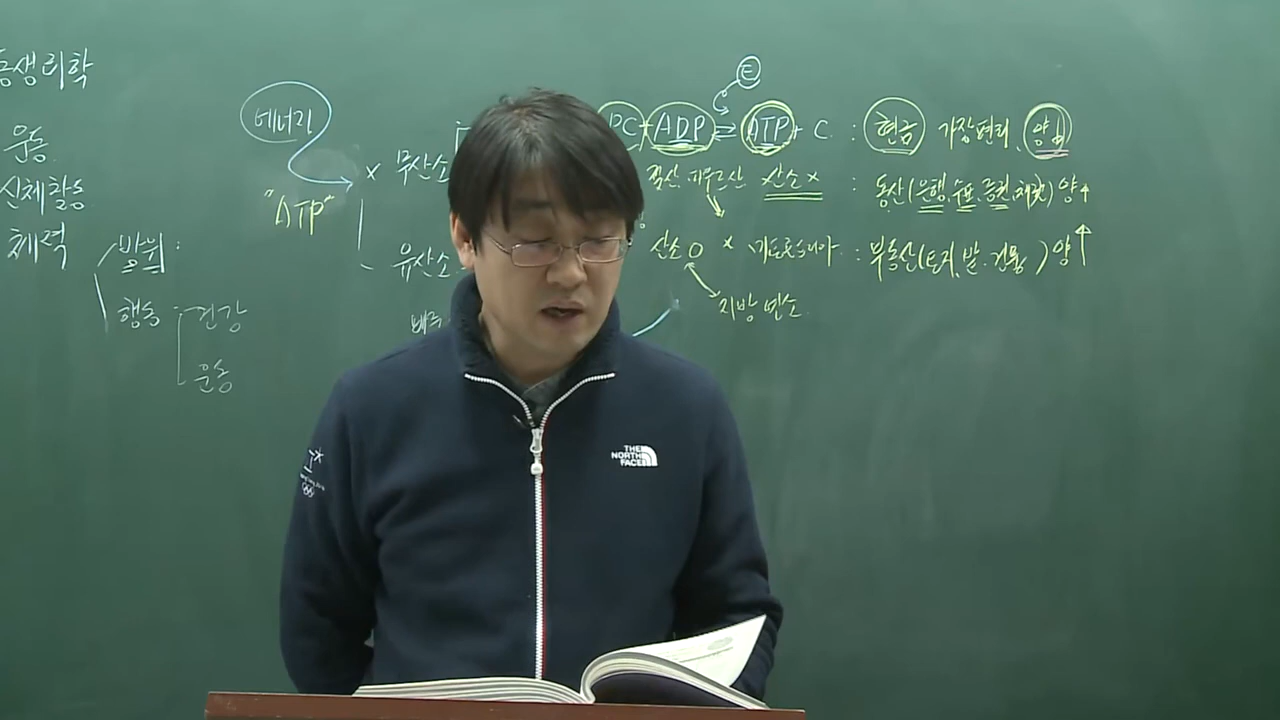 동생리학
운동
신체활동
체력
범위 :
행동 - 건강
운동
에너지
"ATP"
× 무산소
유산소
E
PC + ADP ⇌ ATP + C. : 현금 가장편리, 양↓
젖산, 피루브산 산소× : 동산(은행, 수표, 증권, 채권) 양↑
산소 O × 미토콘드리아 : 부동산(토지, 밭, 건물) 양↑
지방 연소
THE
NORTH
FACE